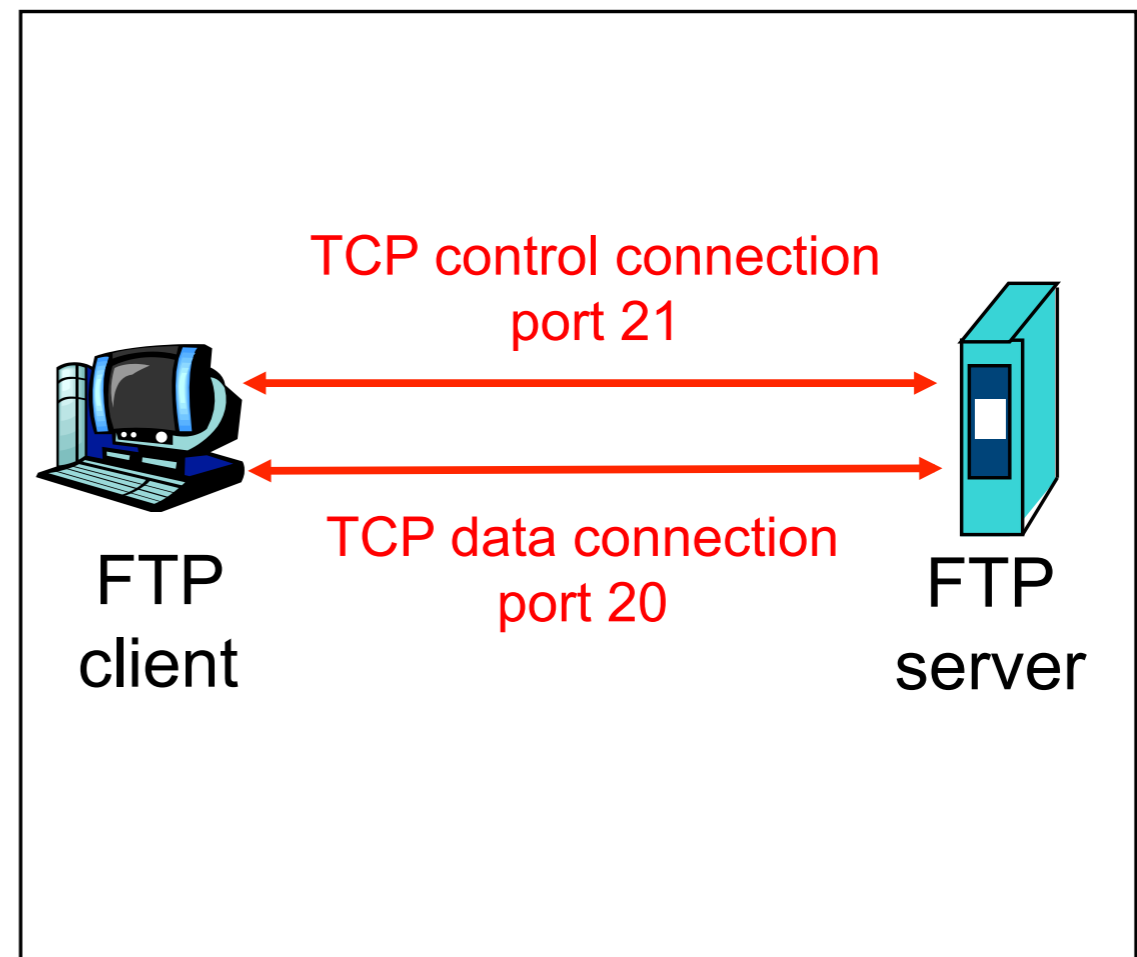 TCP control connection
port 21
TCP data connection
port 20
FTP
client
FTP
server